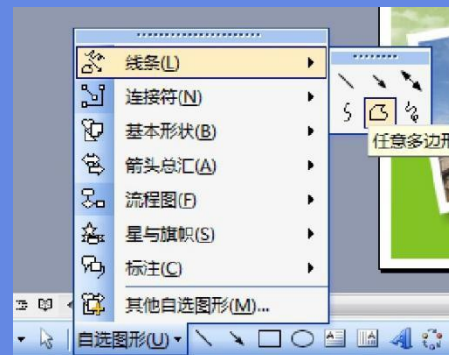 线条(L)
连接符(N)
基本形状(B)
箭头总汇(A)
流程图(F)
星与旗帜(S)
标注(C)
其他自选图形(M)...
任意多边形
自选图形(U)